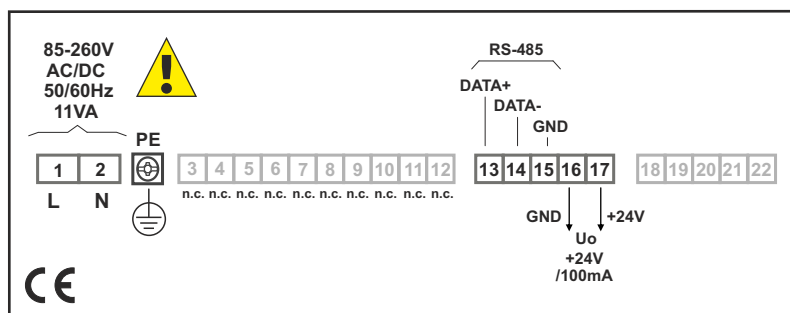 85-260V
AC/DC
50/60Hz
11VA
!
RS-485
DATA+
DATA-
GND
PE
1 2 3 4 5 6 7 8 9 10 11 12 13 14 15 16 17 18 19 20 21 22
L N
n.c. n.c. n.c. n.c. n.c. n.c. n.c. n.c. n.c. n.c.
GND +24V
Uo
+24V
/100mA
CE